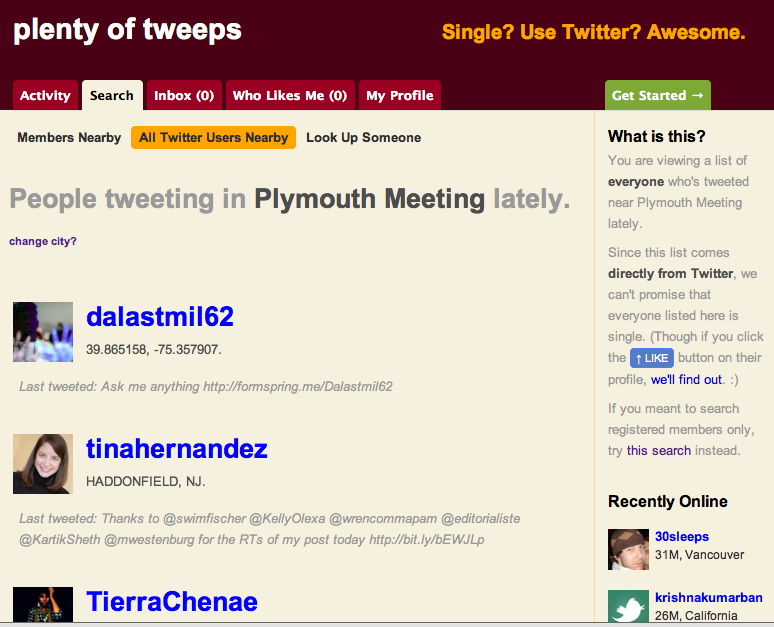 plenty of tweeps
Single? Use Twitter? Awesome.
Activity
Search
Inbox (0)
Who Likes Me (0)
My Profile
Get Started →
Members Nearby
All Twitter Users Nearby
Look Up Someone
People tweeting in Plymouth Meeting lately.
change city?
dalastmil62
39.865158, -75.357907.
Last tweeted: Ask me anything http://formspring.me/Dalastmil62
tinahernandez
HADDONFIELD, NJ.
Last tweeted: Thanks to @swimfischer @KellyOlexa @wrencommapam @editorialiste
@KartikSheth @mwestenburg for the RTs of my post today http://bit.ly/bEWJLp
TierraChenae
What is this?
You are viewing a list of
everyone who's tweeted
near Plymouth Meeting
lately.
Since this list comes
directly from Twitter, we
can't promise that
everyone listed here is
single. (Though if you click
the ↑ LIKE button on their
profile, we'll find out. :)
If you meant to search
registered members only,
try this search instead.
Recently Online
30sleeps
31M, Vancouver
krishnakumarban
26M, California